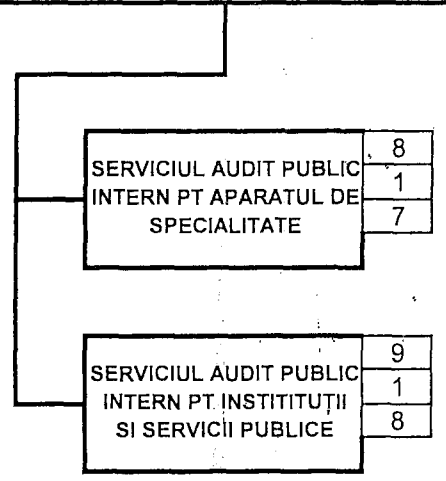 SERVICIUL AUDIT PUBLIC
INTERN PT APARATUL DE
SPECIALITATE
8
1
7
SERVICIUL AUDIT PUBLIC
INTERN PT INSTITITUȚII
SI SERVICII PUBLICE
9
1
8